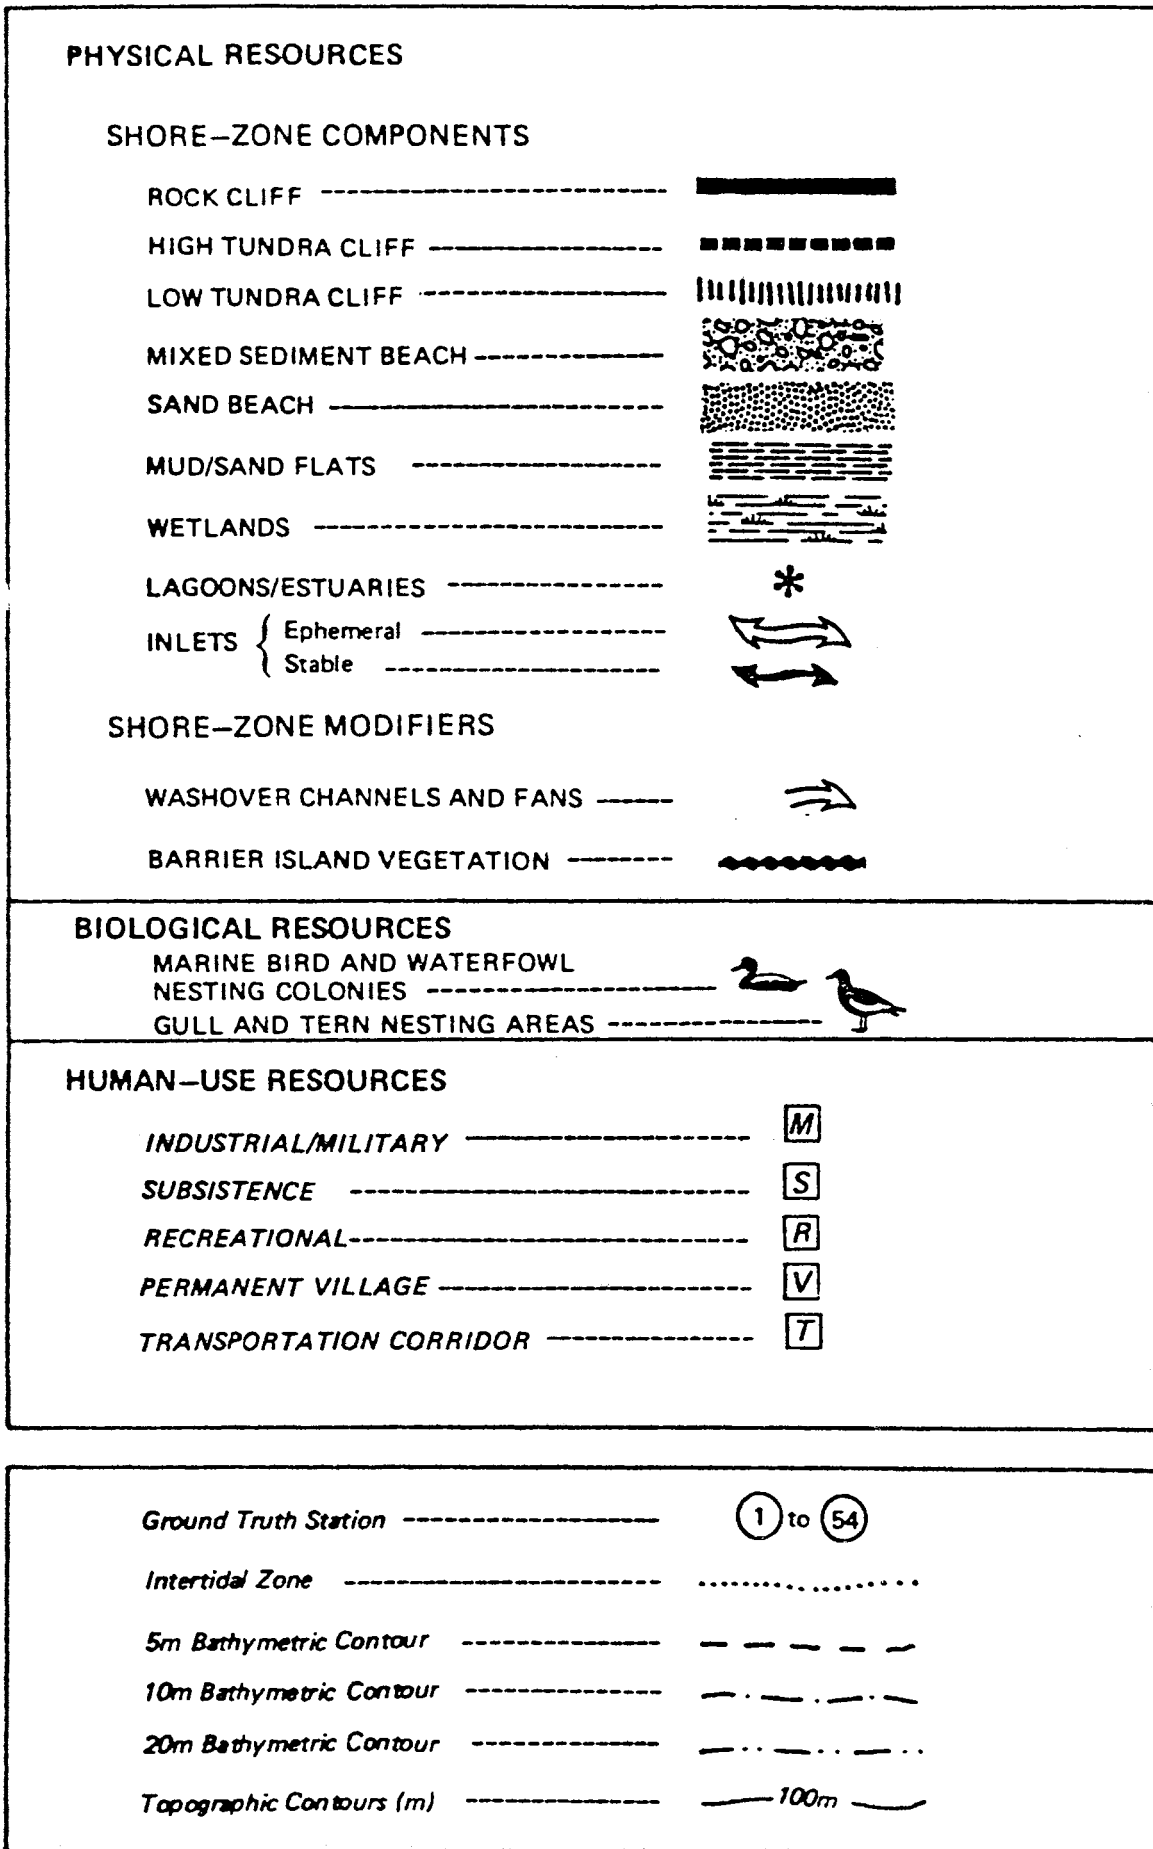 PHYSICAL RESOURCES
SHORE–ZONE COMPONENTS
ROCK CLIFF
HIGH TUNDRA CLIFF
LOW TUNDRA CLIFF
MIXED SEDIMENT BEACH
SAND BEACH
MUD/SAND FLATS
WETLANDS
LAGOONS/ESTUARIES
INLETS { Ephemeral
Stable
SHORE–ZONE MODIFIERS
WASHOVER CHANNELS AND FANS
BARRIER ISLAND VEGETATION
BIOLOGICAL RESOURCES
MARINE BIRD AND WATERFOWL
NESTING COLONIES
GULL AND TERN NESTING AREAS
HUMAN–USE RESOURCES
INDUSTRIAL/MILITARY M
SUBSISTENCE S
RECREATIONAL R
PERMANENT VILLAGE V
TRANSPORTATION CORRIDOR T
Ground Truth Station 1 to 54
Intertidal Zone
5m Bathymetric Contour
10m Bathymetric Contour
20m Bathymetric Contour
Topographic Contours (m) 100m